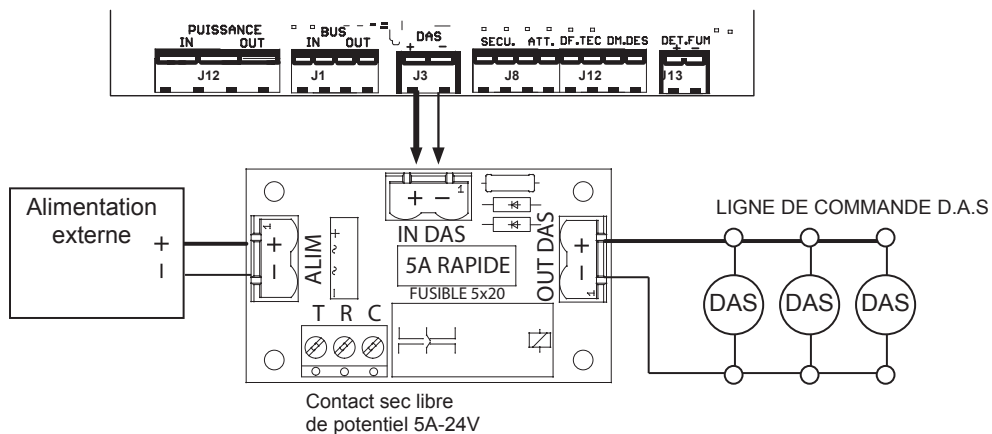 PUISSANCE
IN OUT
BUS
IN OUT
DAS
+ −
SECU. ATT. DF.TEC DM.DES
DET.FUM
+ −
J12
J1
J3
J8
J12
J13
Alimentation
externe
+
−
ALIM
1
+
−
+
~
~
-
+ −
1
IN DAS
5A RAPIDE
FUSIBLE 5x20
OUT DAS
+
−
1
T R C
Contact sec libre
de potentiel 5A-24V
LIGNE DE COMMANDE D.A.S
DAS DAS DAS